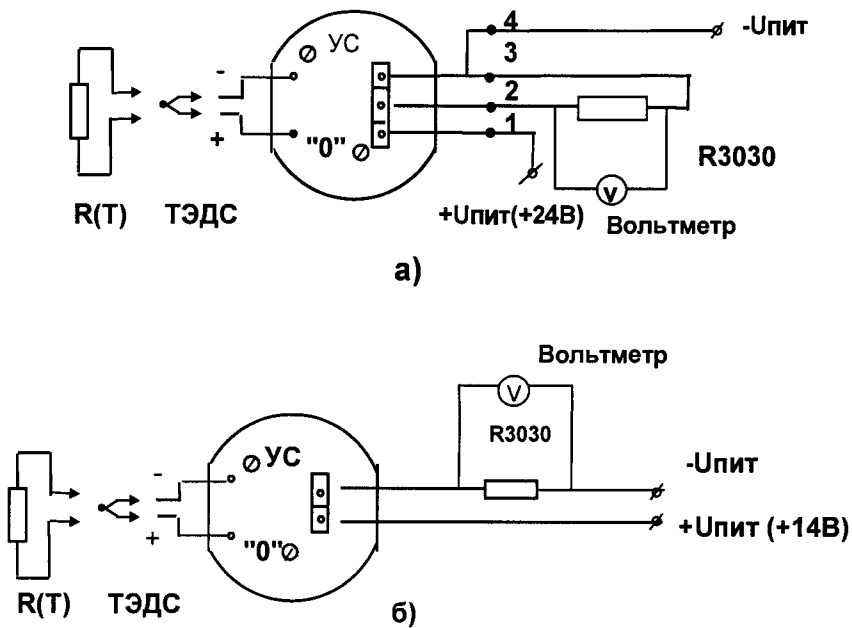 4
-Uпит
3
2
1
- УС
+ "0"
R3030
R(T) ТЭДС
+Uпит(+24В)
V
Вольтметр
а)
Вольтметр
V
R3030
- УС
-Uпит
+ "0"
+Uпит (+14В)
R(T) ТЭДС
б)